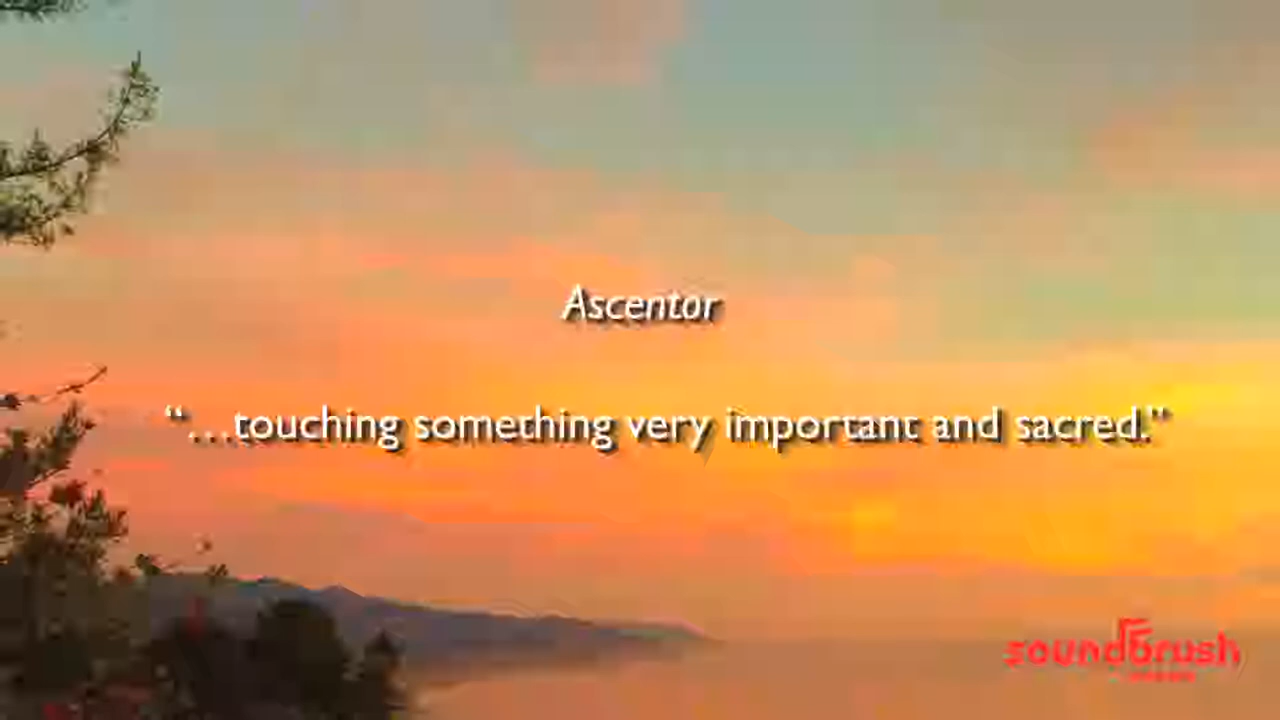 Ascentor
“…touching something very important and sacred.”
soundbrush